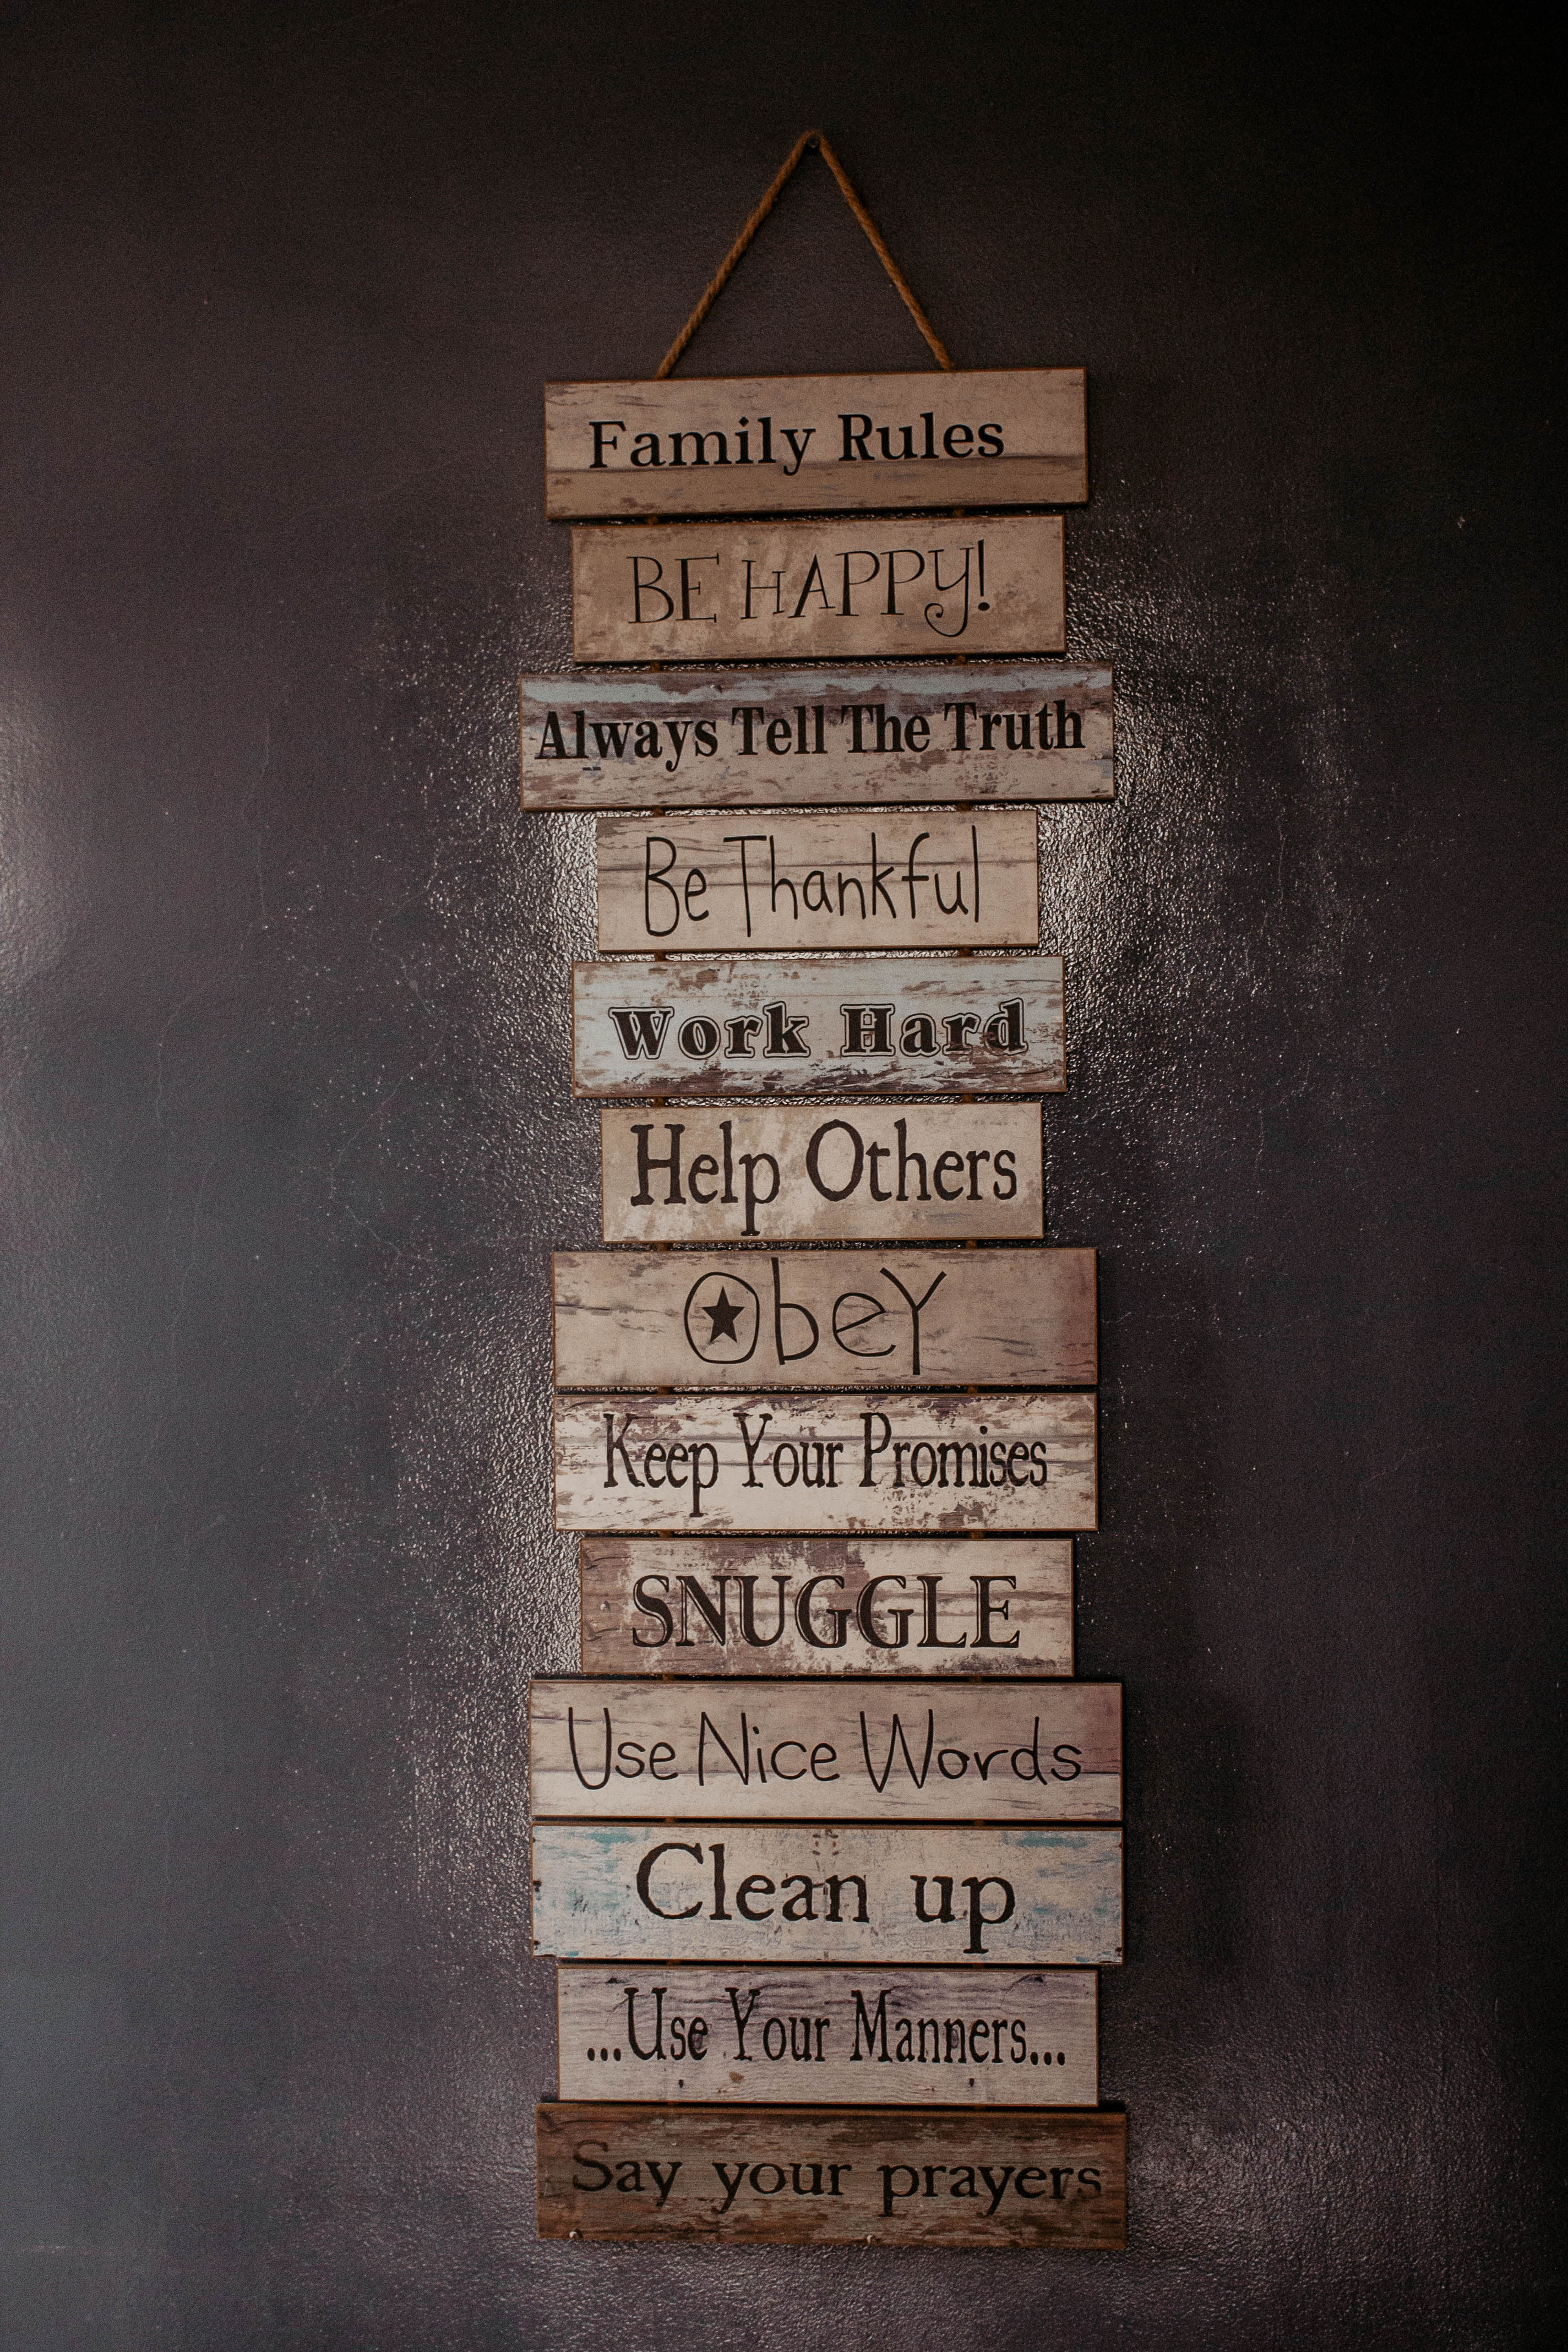 Family Rules
BE HAPPY!
Always Tell The Truth
Be Thankful
Work Hard
Help Others
ObeY
Keep Your Promises
SNUGGLE
Use Nice Words
Clean up
...Use Your Manners...
Say your prayers